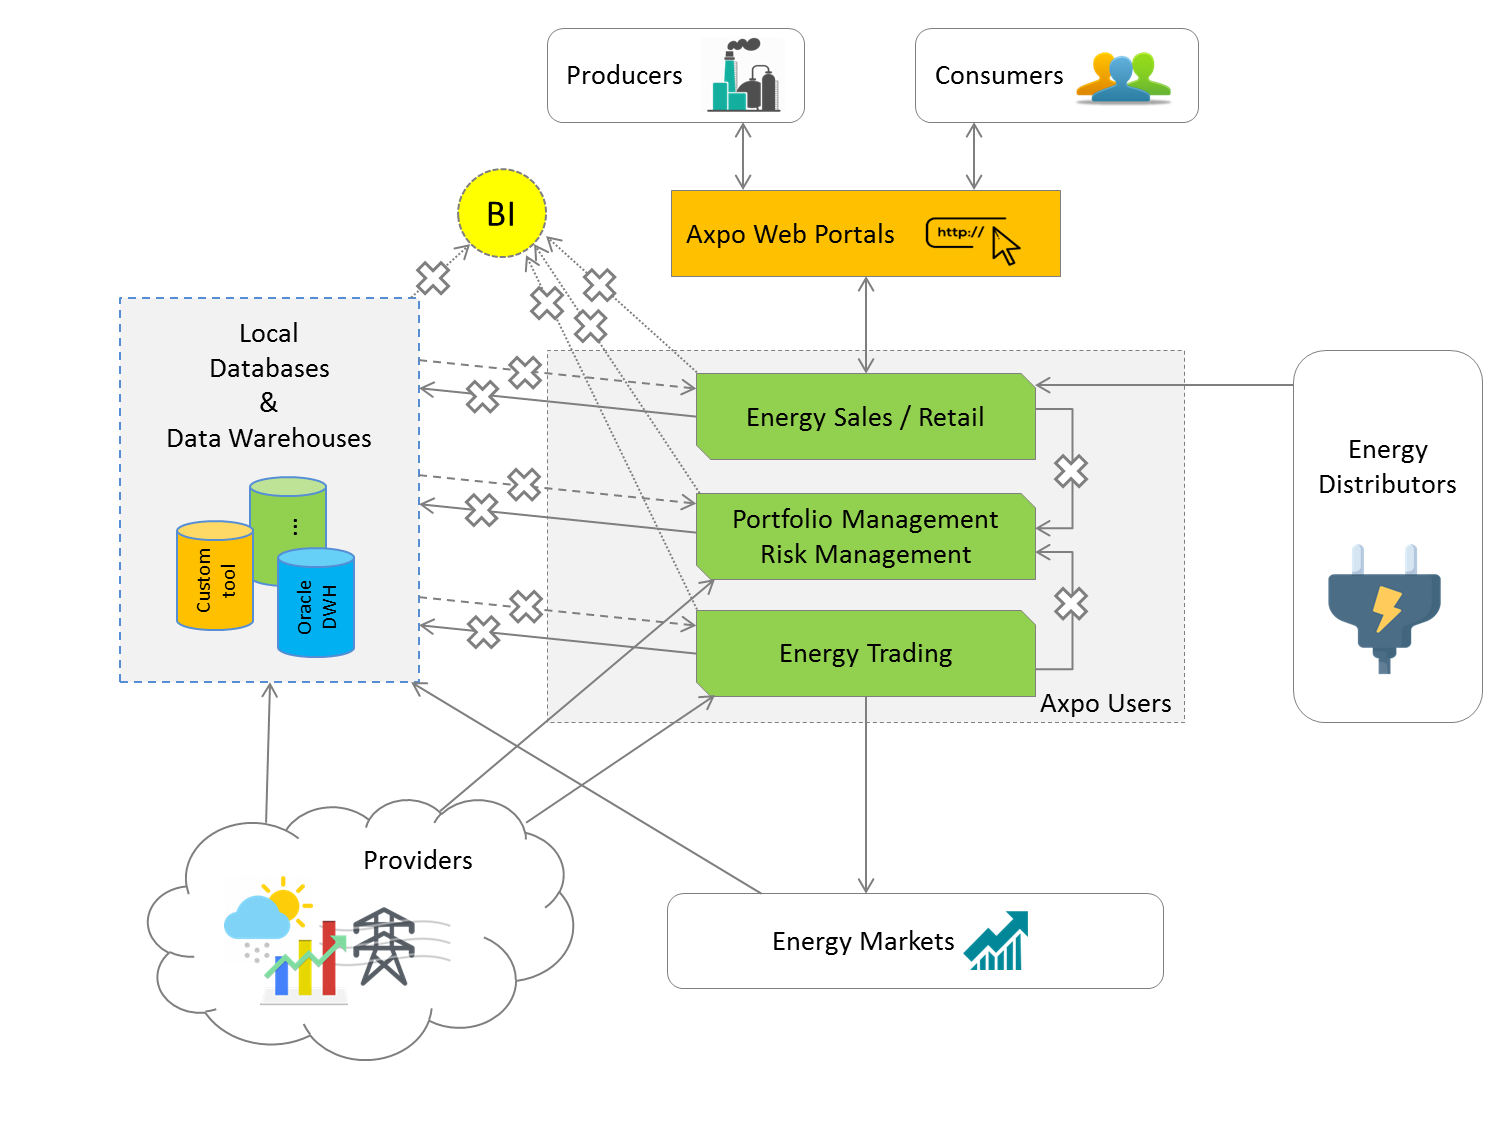 Producers
Consumers
BI
Axpo Web Portals
http://
Local
Databases
&
Data Warehouses
...
Custom
tool
Oracle
DWH
Energy Sales / Retail
Portfolio Management
Risk Management
Energy Trading
Axpo Users
Energy
Distributors
Providers
Energy Markets